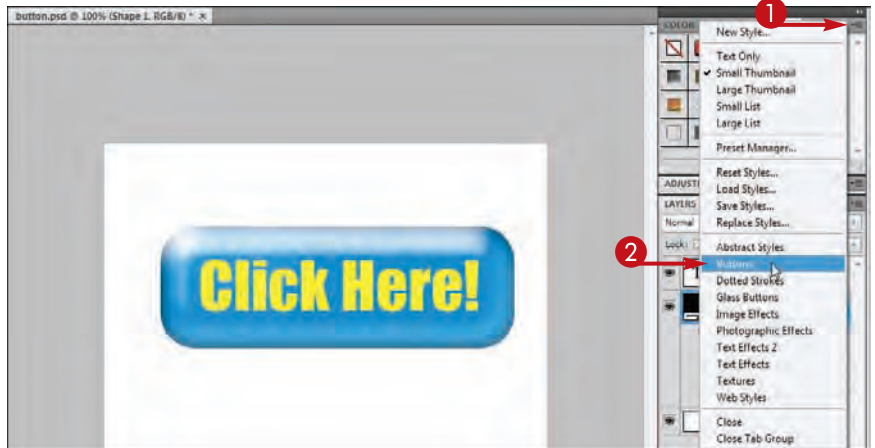 button.psd @ 100% (Shape 1, RGB/8) * ×
1
COLOR
New Style...
Text Only
✔ Small Thumbnail
Large Thumbnail
Small List
Large List
Preset Manager...
Reset Styles...
ADJUST
Load Styles...
LAYERS
Save Styles...
Normal
Replace Styles...
Lock:
Abstract Styles
2
Buttons
Dotted Strokes
Glass Buttons
Image Effects
Photographic Effects
Text Effects 2
Text Effects
Textures
Web Styles
Close
Close Tab Group
Click Here!